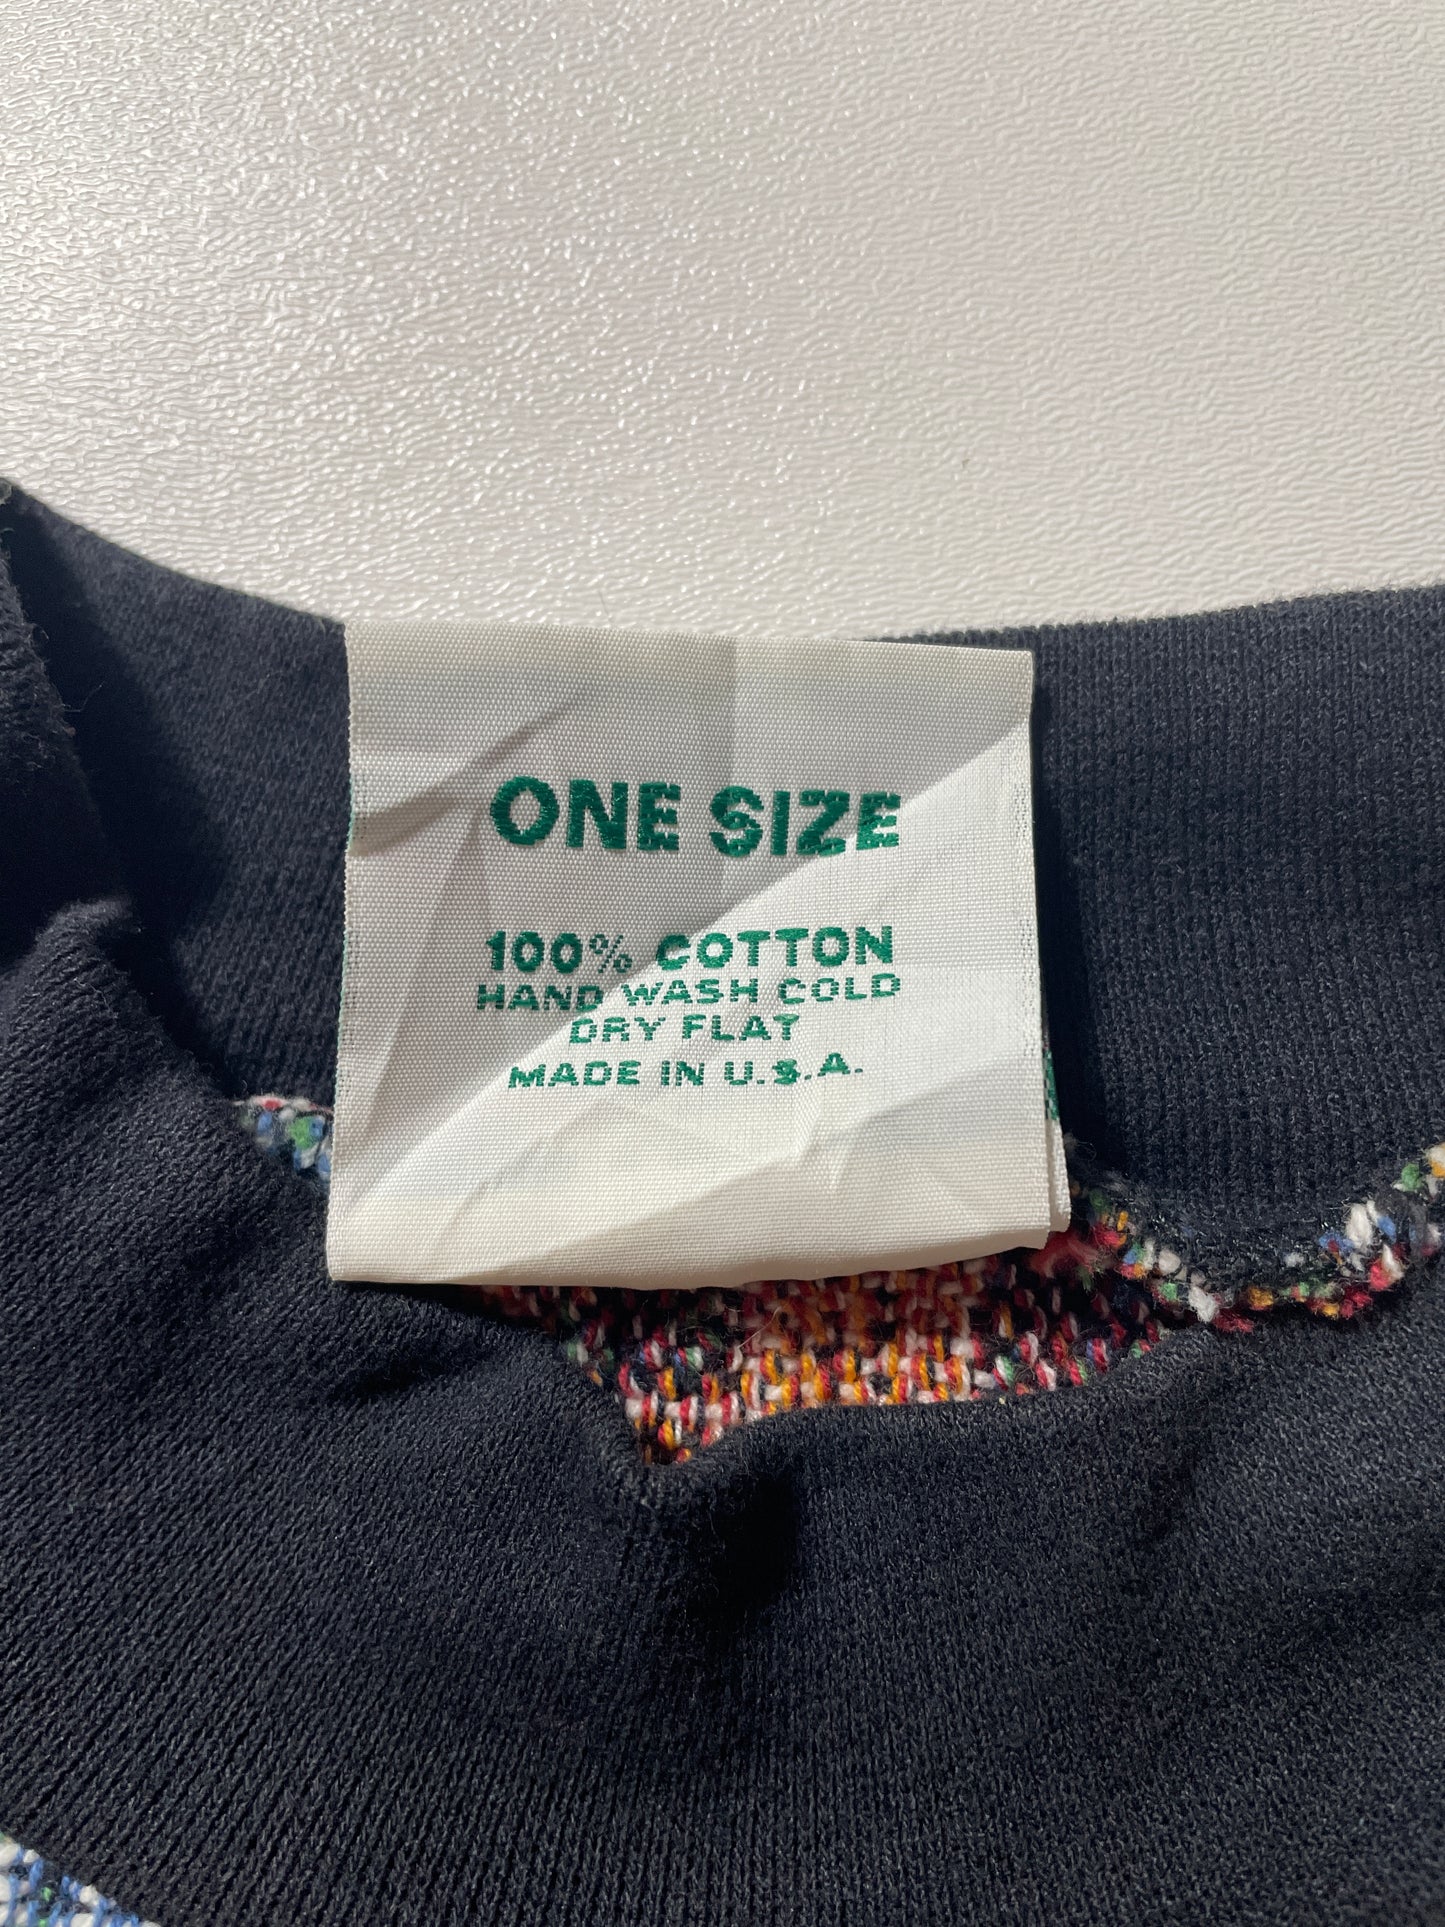 ONE SIZE
100% COTTON
HAND WASH COLD
DRY FLAT
MADE IN U.S.A.